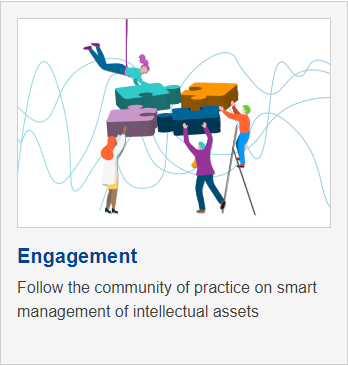 Engagement
Follow the community of practice on smart
management of intellectual assets